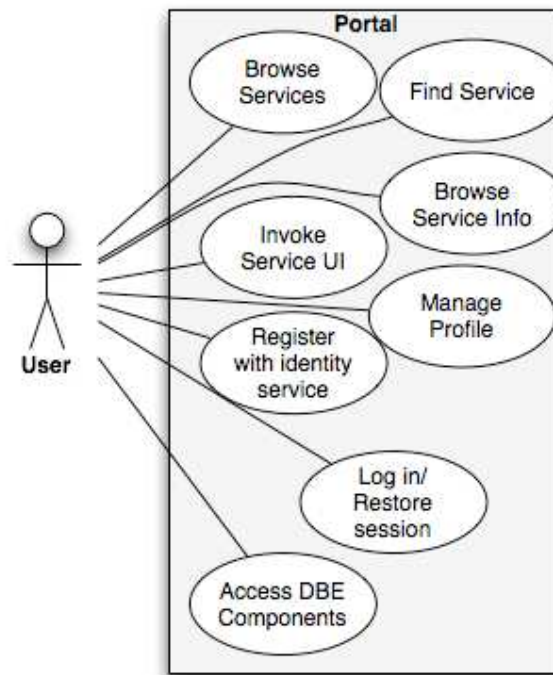 Portal
Browse
Services
Find Service
Browse
Service Info
Invoke
Service UI
Manage
Profile
User
Register
with identity
service
Log in/
Restore
session
Access DBE
Components